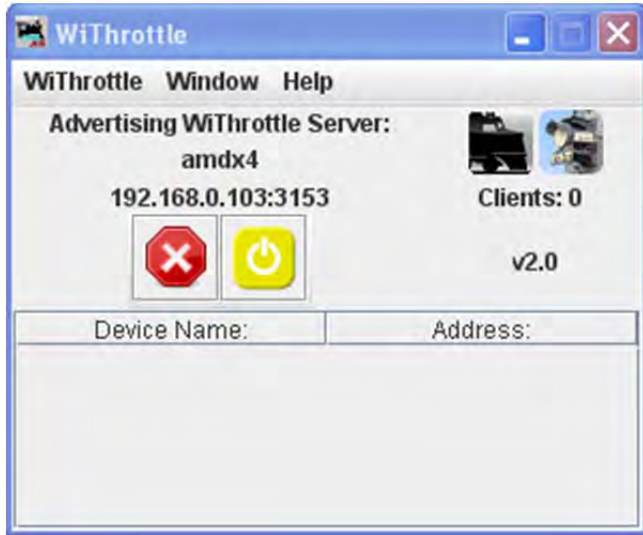 WiThrottle
WiThrottle Window Help
Advertising WiThrottle Server:
amdx4
192.168.0.103:3153 Clients: 0
v2.0
Device Name: Address: